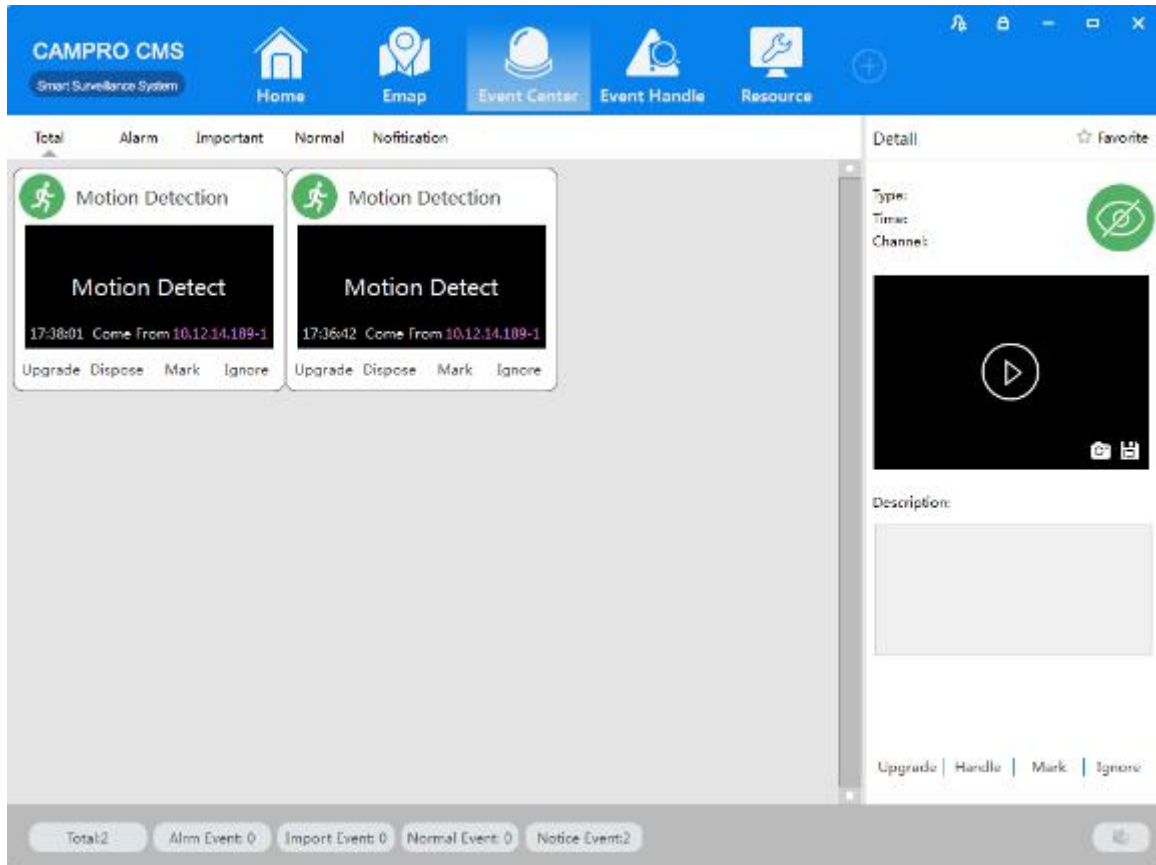 CAMPRO CMS
Smart Surveillance System
Home
Emap
Event Center
Event Handle
Resource
Total
Alarm
Important
Normal
Nofitication
Detail
Favorite
Motion Detection
Motion Detect
17:38:01 Come From 10.12.14.189-1
Upgrade Dispose Mark Ignore
Motion Detection
Motion Detect
17:36:42 Come From 10.12.14.189-1
Upgrade Dispose Mark Ignore
Type:
Time:
Channel:
Description:
Upgrade Handle Mark Ignore
Total:2
Alrm Event: 0
Import Event: 0
Normal Event: 0
Notice Event:2